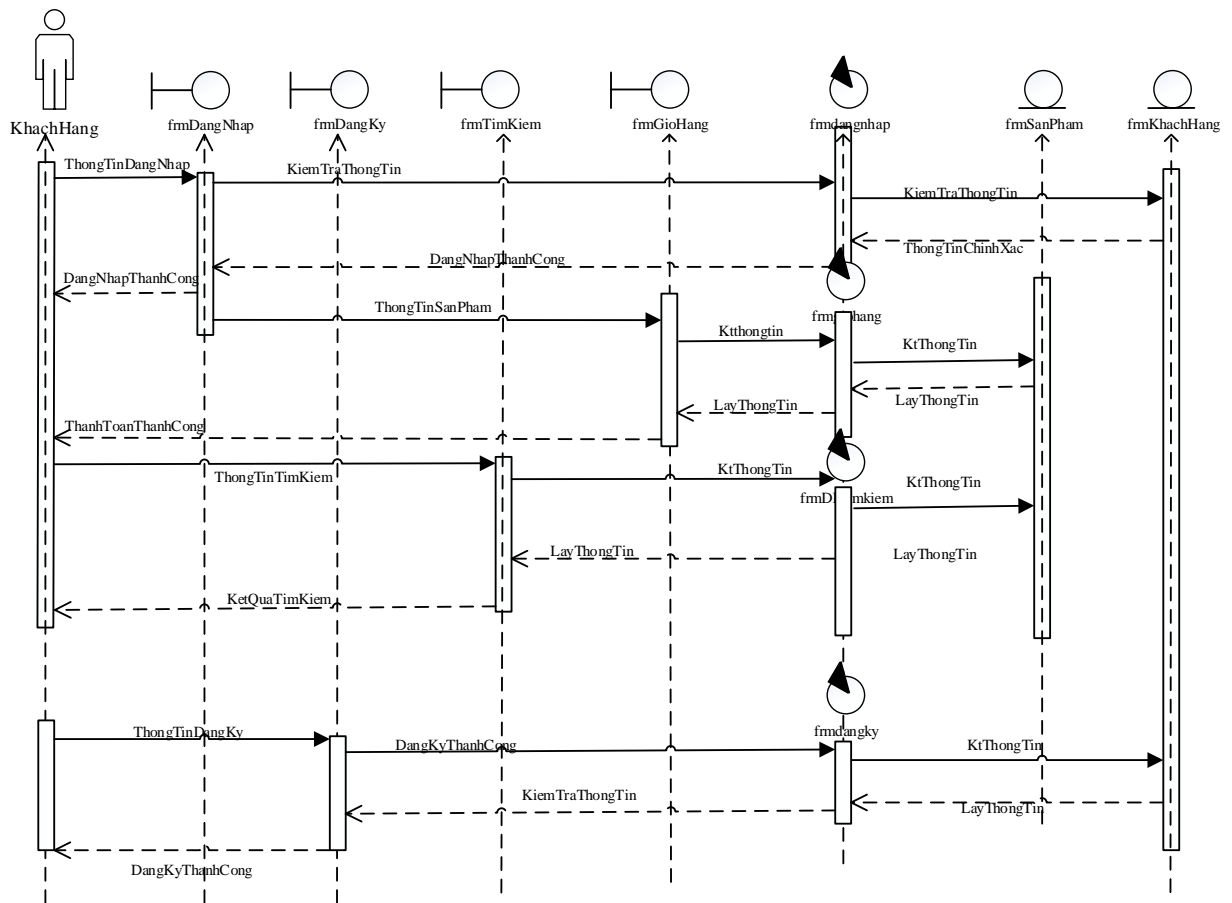 KhachHang
frmDangNhap
frmDangKy
frmTimKiem
frmGioHang
frmdangnhap
frmSanPham
frmKhachHang
ThongTinDangNhap
KiemTraThongTin
KiemTraThongTin
ThongTinChinhXac
DangNhapThanhCong
DangNhapThanhCong
ThongTinSanPham
Ktthongtin
KtThongTin
LayThongTin
LayThongTin
ThanhToanThanhCong
ThongTinTimKiem
KtThongTin
KtThongTin
LayThongTin
LayThongTin
KetQuaTimKiem
frmdangky
ThongTinDangKy
DangKyThanhCong
KtThongTin
KiemTraThongTin
LayThongTin
DangKyThanhCong